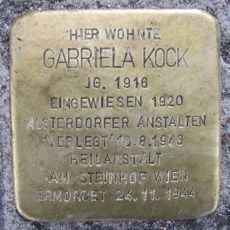 HIER WOHNTE
GABRIELA KOCK
JG. 1916
EINGEWIESEN 1920
ALSTERDORFER ANSTALTEN
'VERLEGT' 16.8.1943
HEILANSTALT
AM STEINHOF WIEN
ERMORDET 24.11.1944